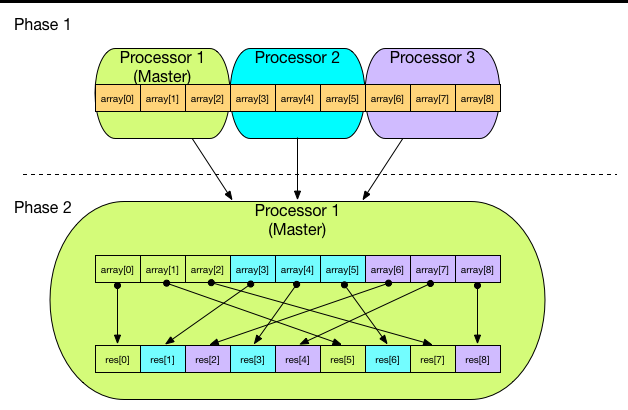 Phase 1
Processor 1
(Master)
Processor 2
Processor 3
array[0] array[1] array[2] array[3] array[4] array[5] array[6] array[7] array[8]
Phase 2
Processor 1
(Master)
array[0] array[1] array[2] array[3] array[4] array[5] array[6] array[7] array[8]
res[0] res[1] res[2] res[3] res[4] res[5] res[6] res[7] res[8]